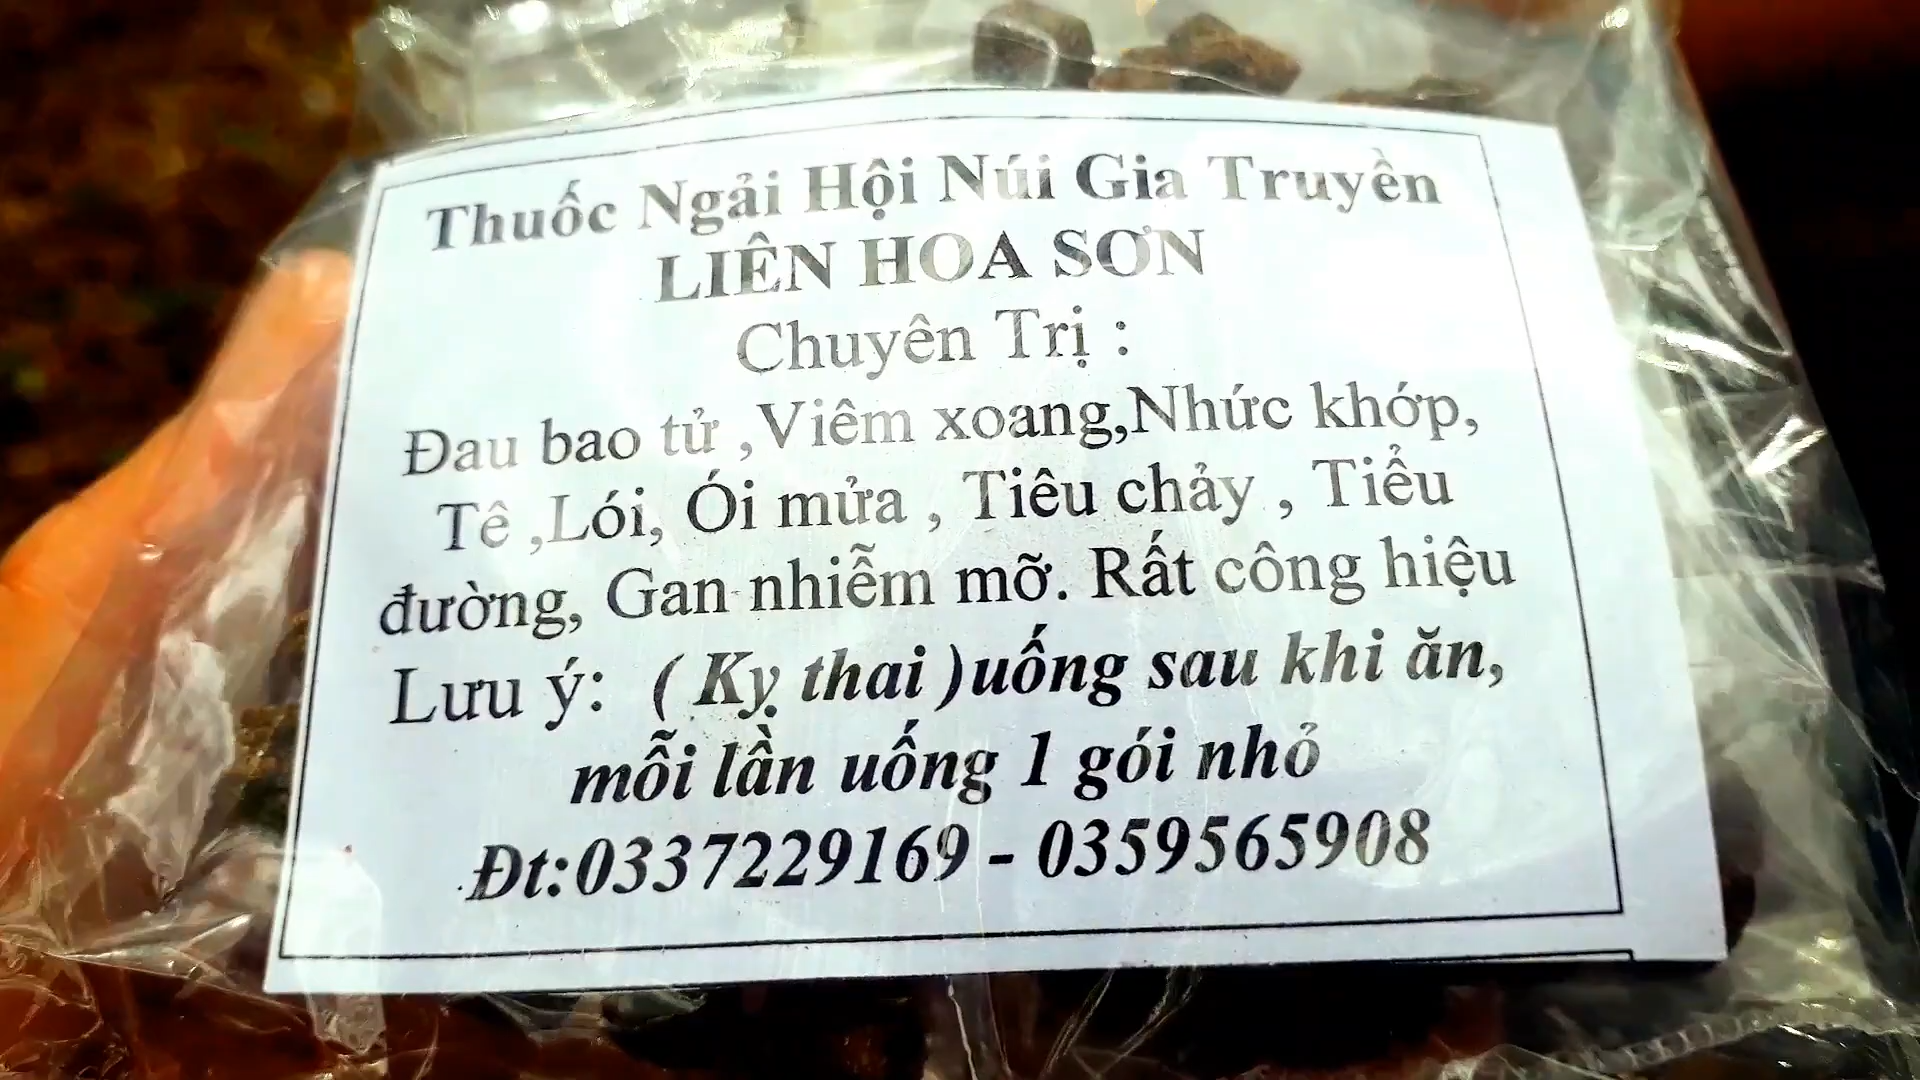 Thuốc Ngải Hội Núi Gia Truyền
LIÊN HOA SƠN
Chuyên Trị :
Đau bao tử ,Viêm xoang,Nhức khớp,
Tê ,Lói, Ói mửa , Tiêu chảy , Tiểu
đường, Gan nhiễm mỡ. Rất công hiệu
Lưu ý: ( Kỵ thai )uống sau khi ăn,
mỗi lần uống 1 gói nhỏ
Đt:0337229169 - 0359565908